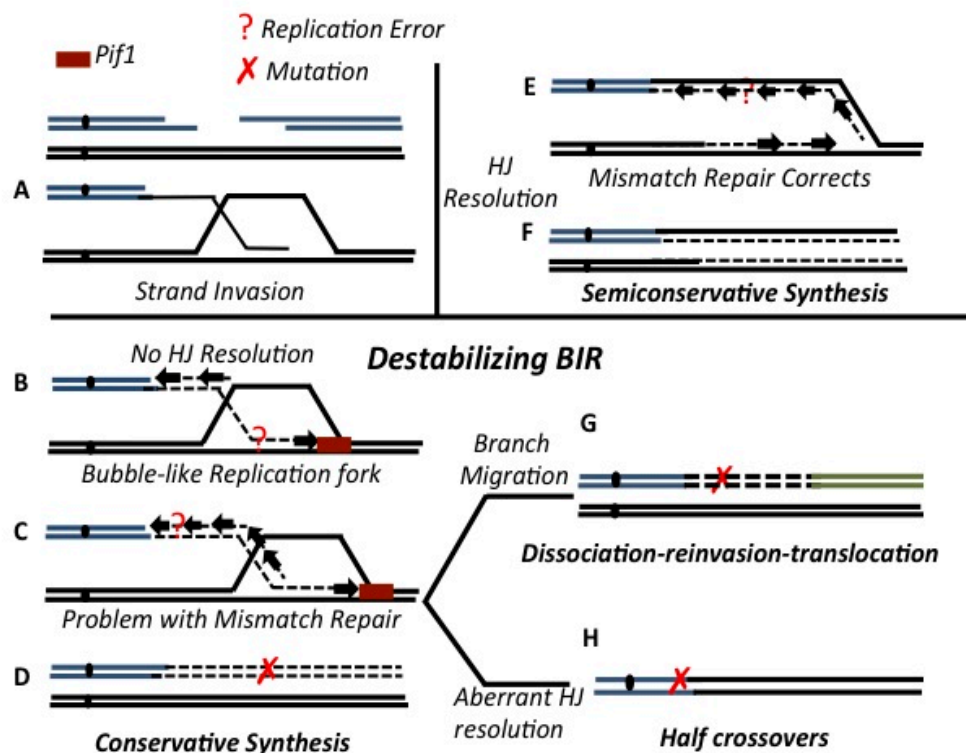 ? Replication Error
Pif1
✗ Mutation
A
Strand Invasion
E
?
HJ
Resolution
Mismatch Repair Corrects
F
Semiconservative Synthesis
Destabilizing BIR
No HJ Resolution
B
?
Bubble-like Replication fork
C
?
Problem with Mismatch Repair
D
Conservative Synthesis
Branch
Migration
G
Dissociation-reinvasion-translocation
H
Aberrant HJ
resolution
Half crossovers